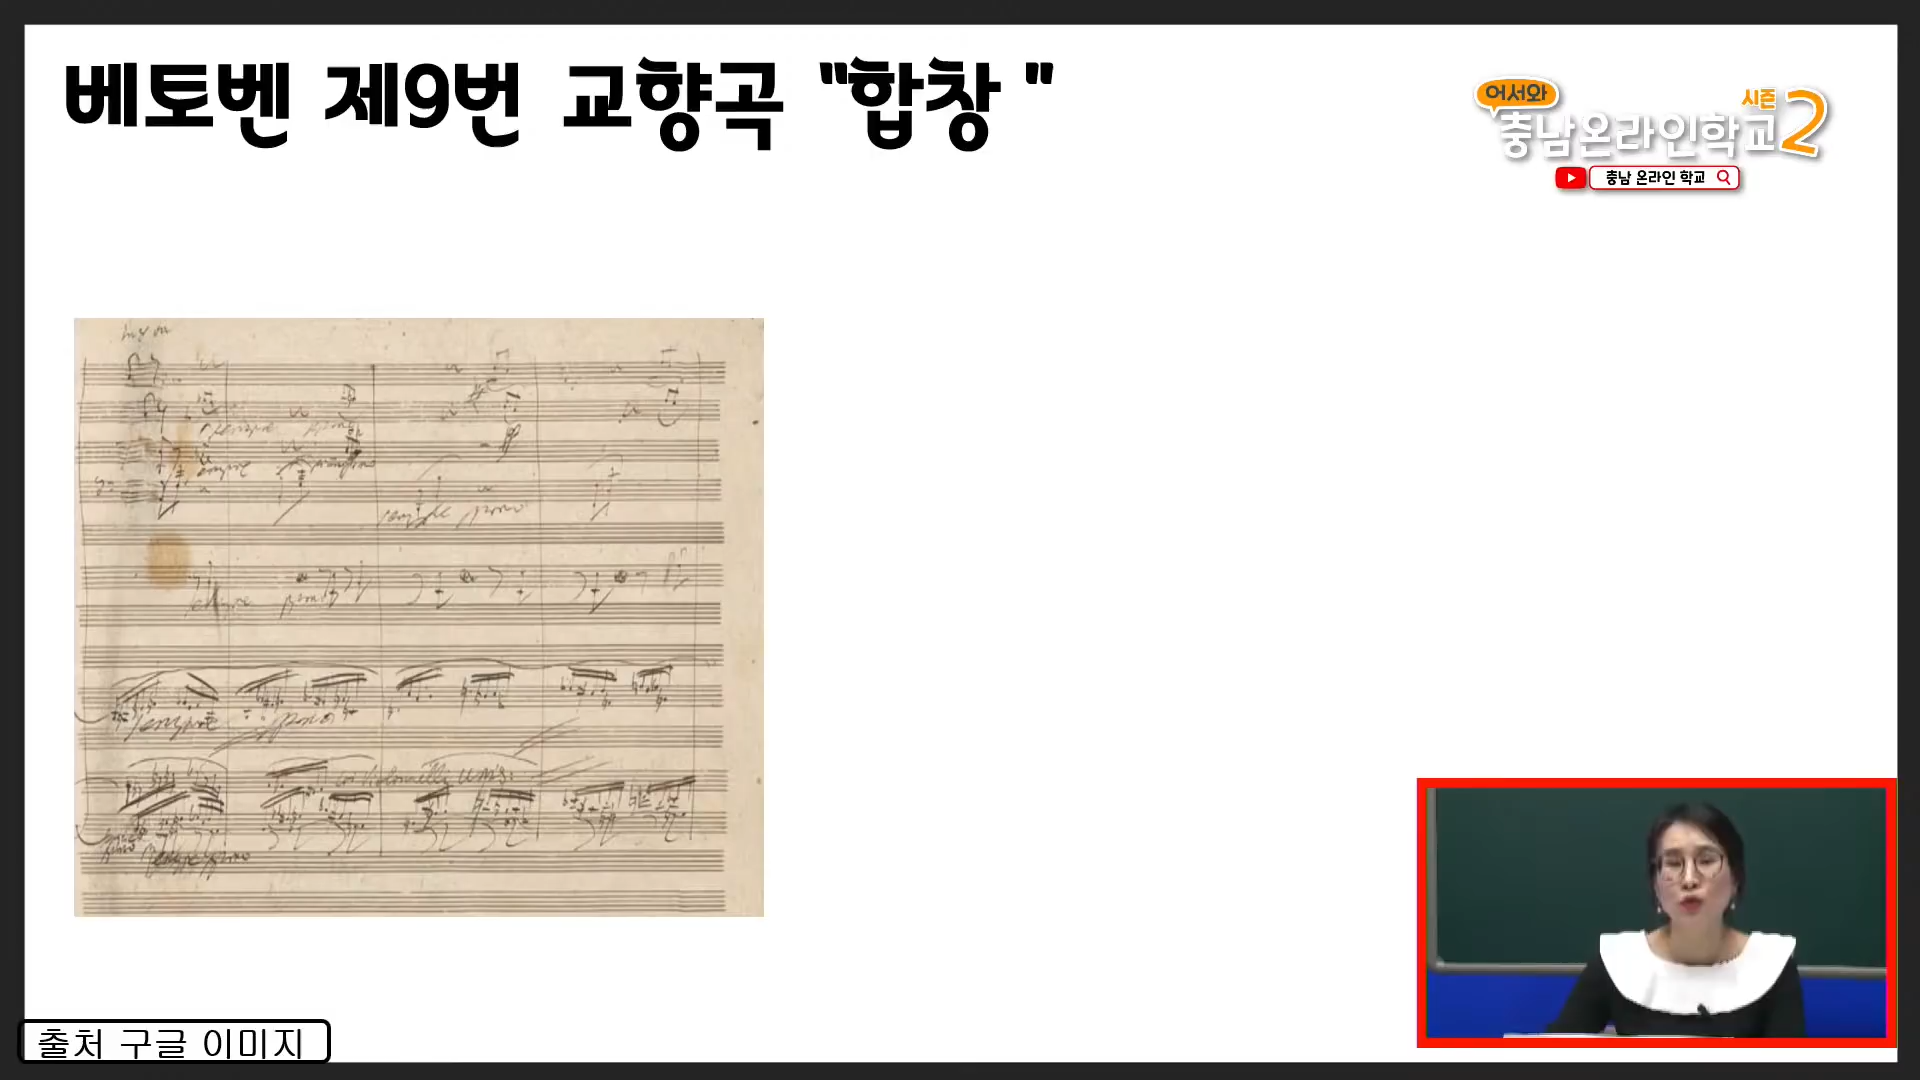 베토벤 제9번 교향곡 "합창 "
어서와
시즌
충남온라인학교2
충남 온라인 학교
sempre piano
출처 구글 이미지